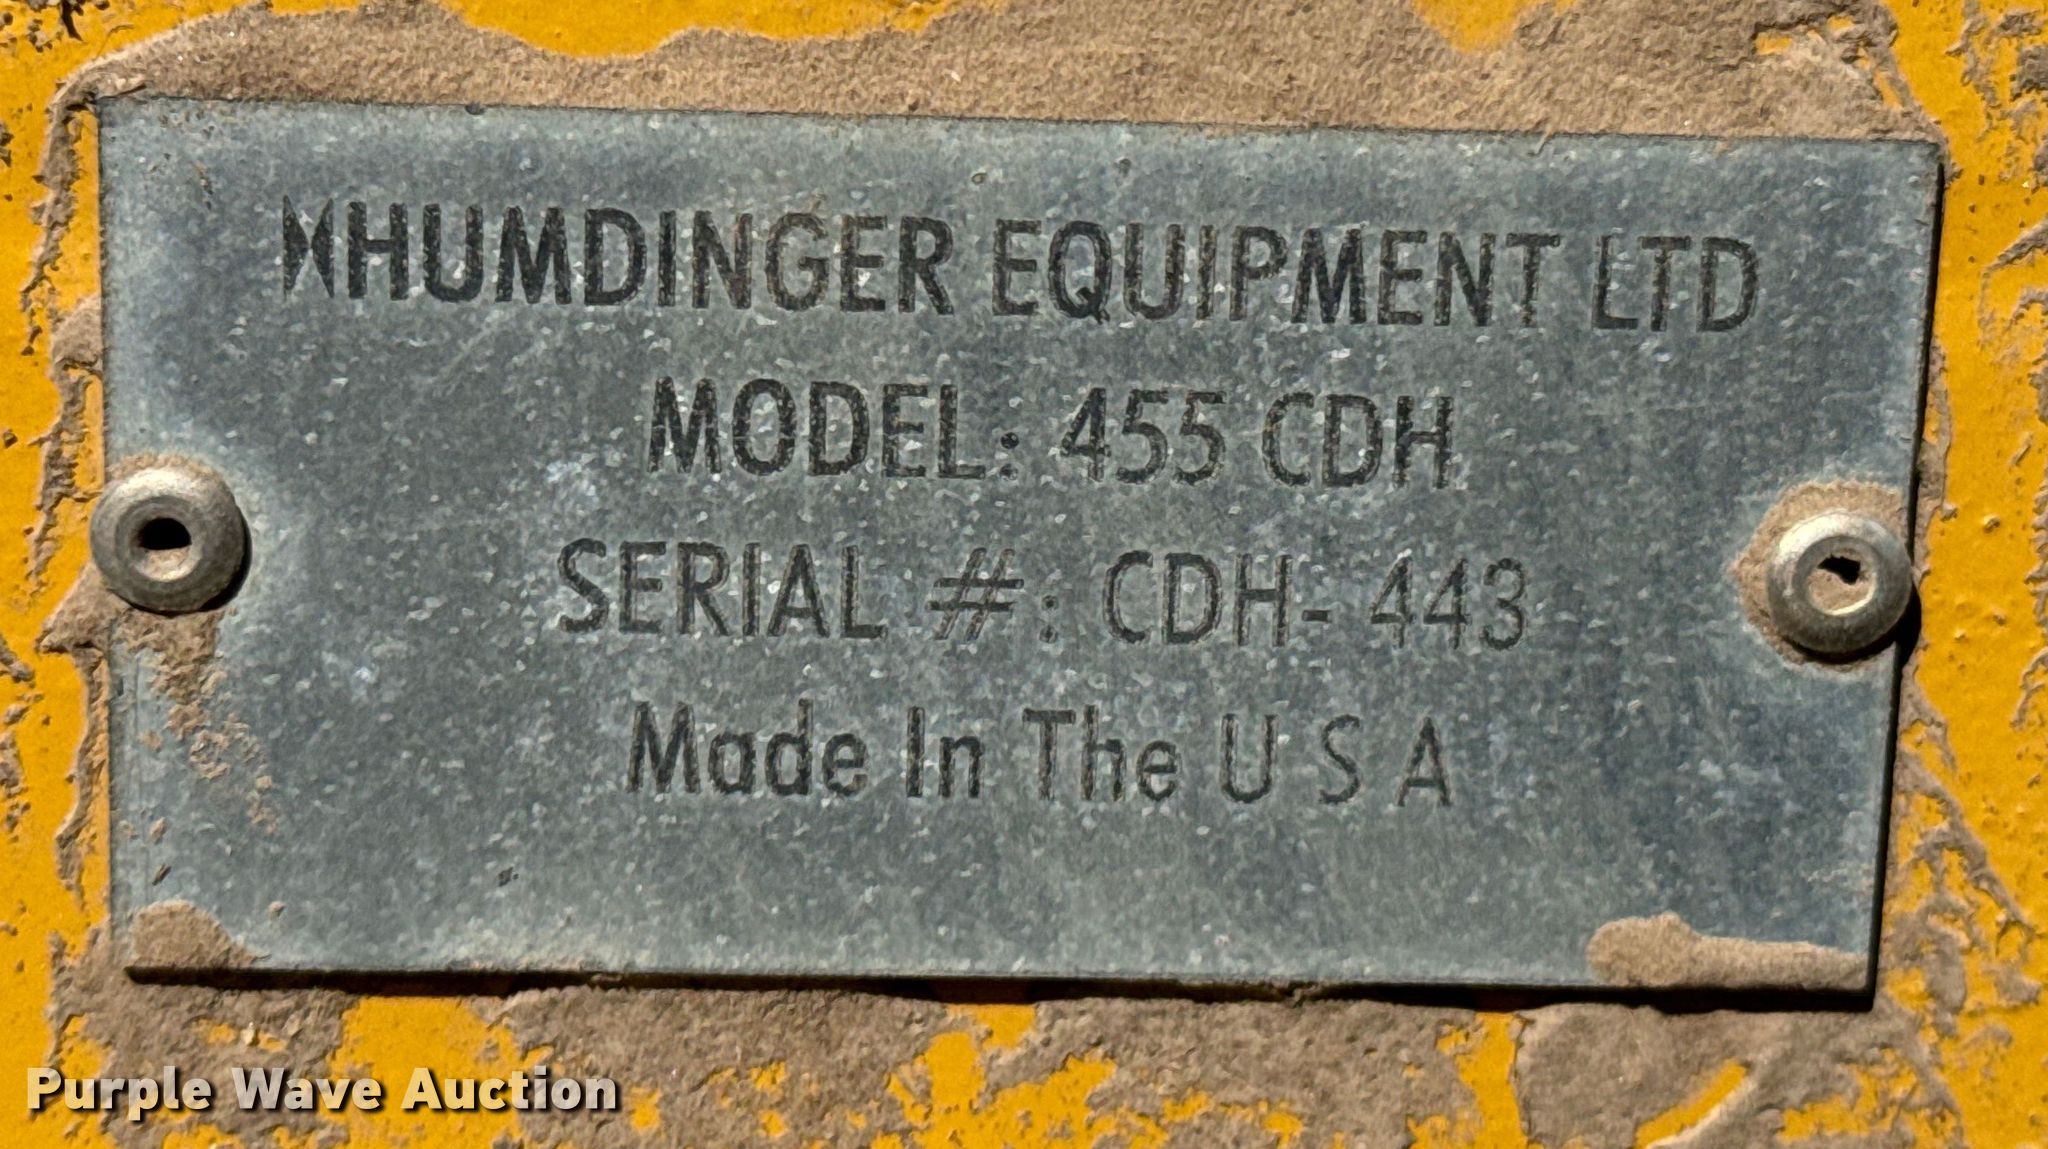 HUMDINGER EQUIPMENT LTD
MODEL: 455 CDH
SERIAL #: CDH- 443
Made In The U S A
Purple Wave Auction